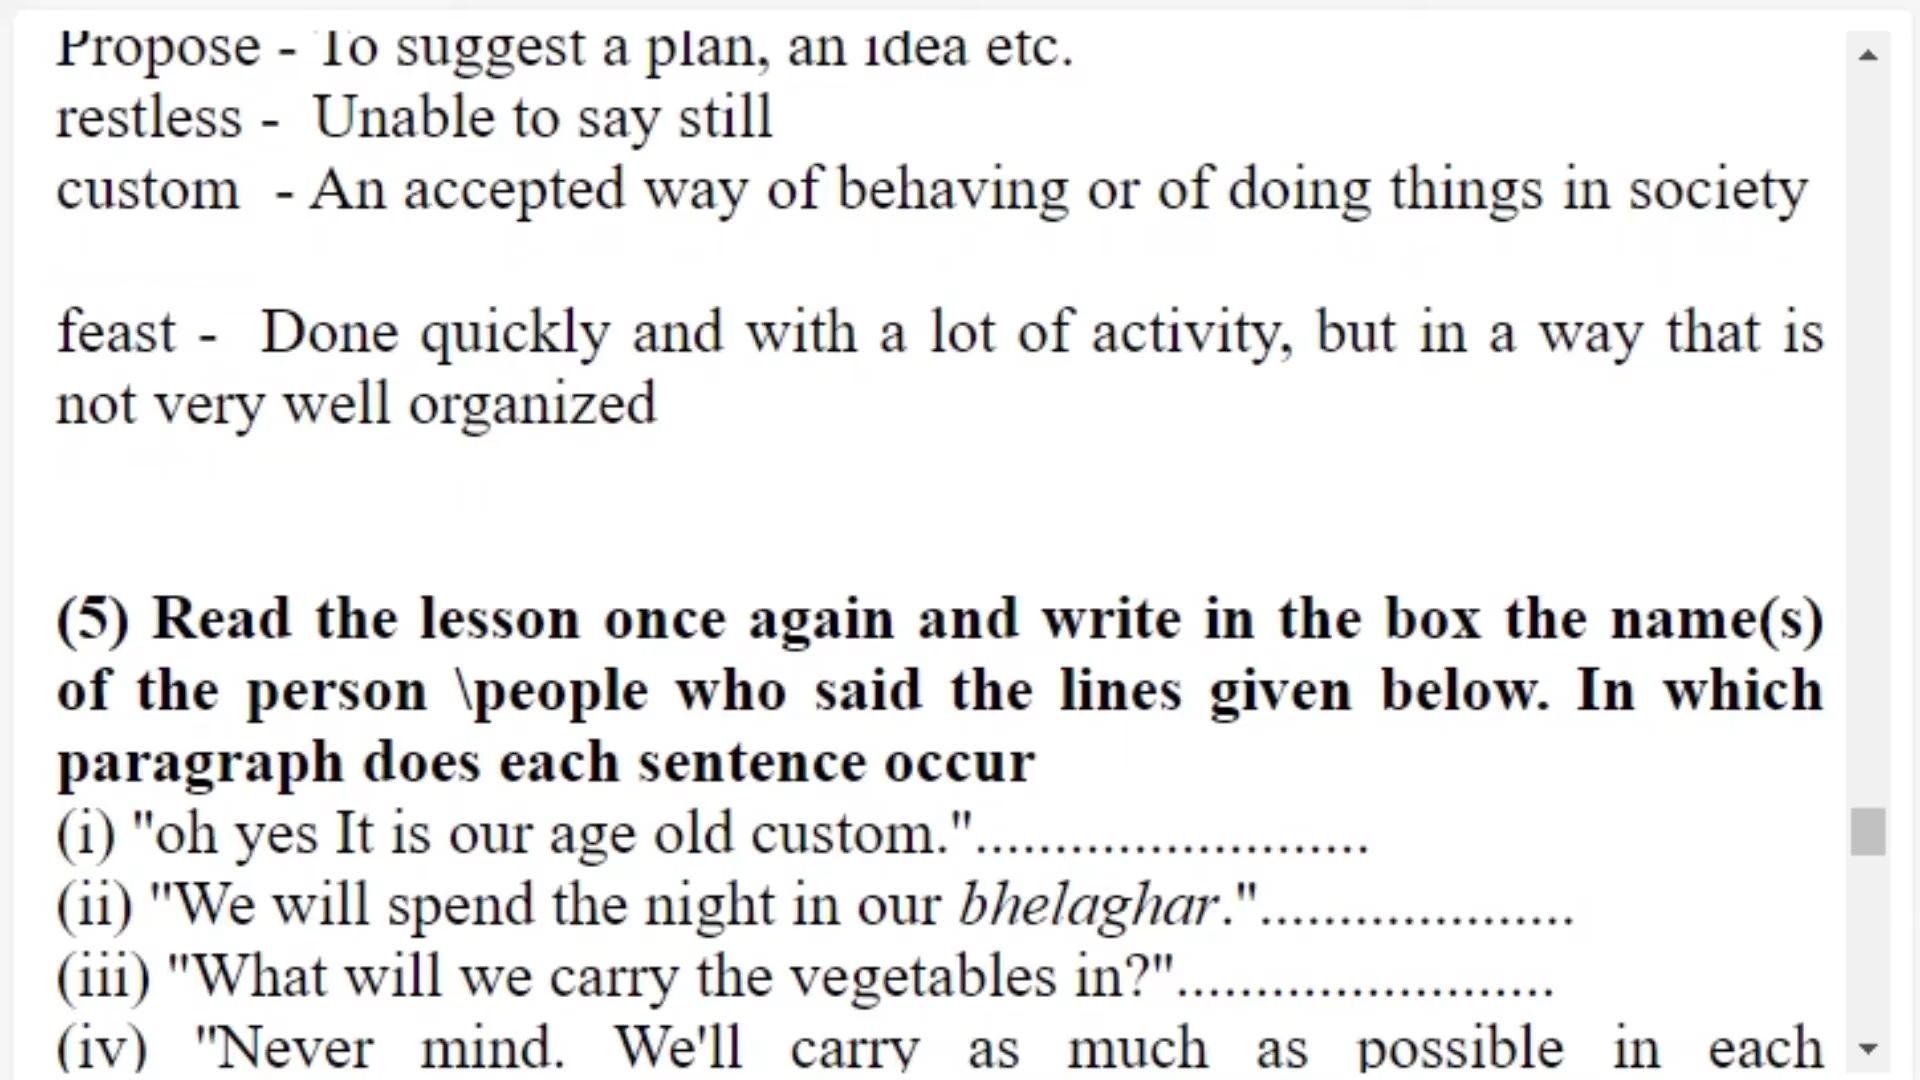 Propose - To suggest a plan, an idea etc.
restless - Unable to say still
custom - An accepted way of behaving or of doing things in society
feast - Done quickly and with a lot of activity, but in a way that is
not very well organized
(5) Read the lesson once again and write in the box the name(s)
of the person \people who said the lines given below. In which
paragraph does each sentence occur
(i) "oh yes It is our age old custom.".........................
(ii) "We will spend the night in our bhelaghar."....................
(iii) "What will we carry the vegetables in?"........................
(iv) "Never mind. We'll carry as much as possible in each